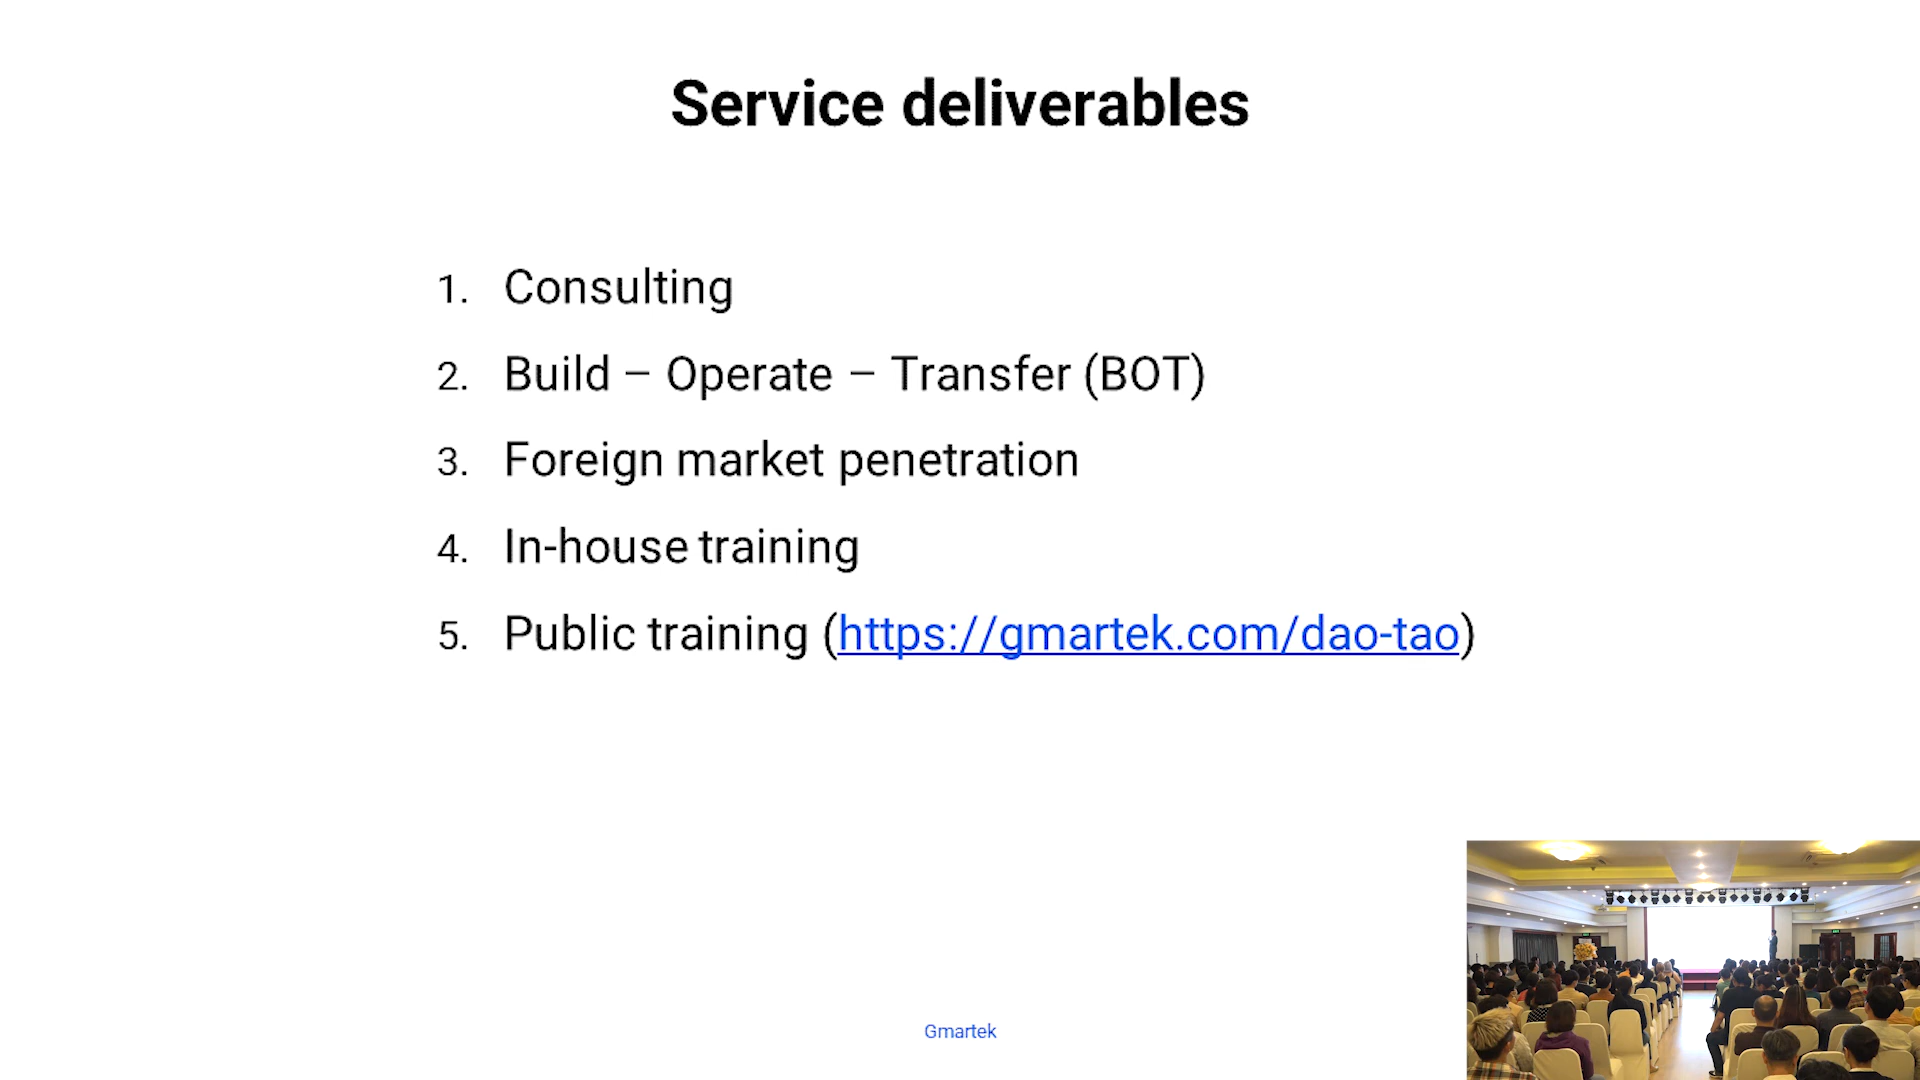 Service deliverables
1. Consulting
2. Build – Operate – Transfer (BOT)
3. Foreign market penetration
4. In-house training
5. Public training (https://gmartek.com/dao-tao)
Gmartek